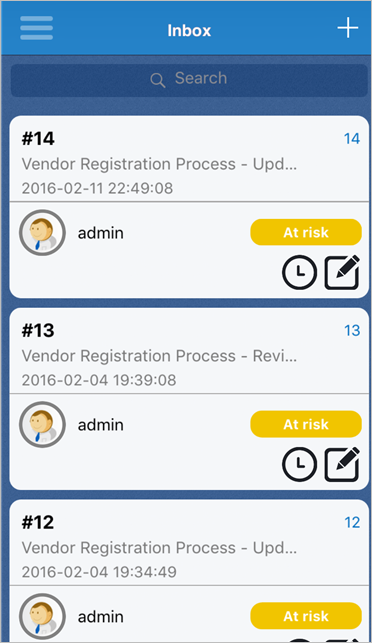 Inbox
Search
#14 14
Vendor Registration Process - Upd...
2016-02-11 22:49:08
admin At risk
#13 13
Vendor Registration Process - Revi...
2016-02-04 19:39:08
admin At risk
#12 12
Vendor Registration Process - Upd...
2016-02-04 19:34:49
admin At risk